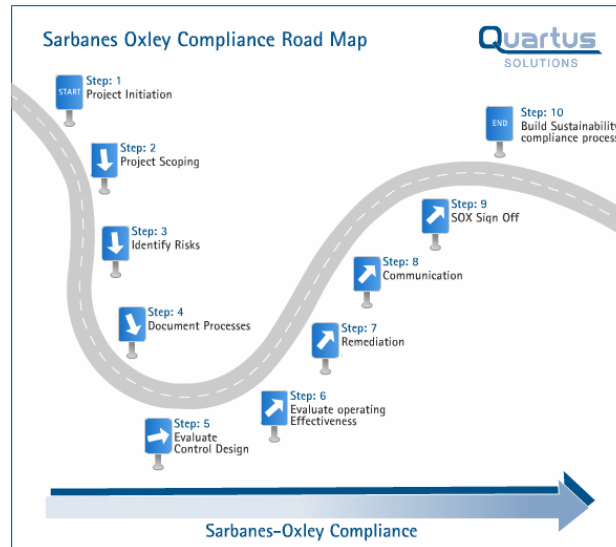 Sarbanes Oxley Compliance Road Map
Quartus
SOLUTIONS
START
Step: 1
Project Initiation
Step: 2
Project Scoping
Step: 3
Identify Risks
Step: 4
Document Processes
Step: 5
Evaluate
Control Design
Step: 6
Evaluate operating
Effectiveness
Step: 7
Remediation
Step: 8
Communication
Step: 9
SOX Sign Off
END
Step: 10
Build Sustainability
compliance process
Sarbanes-Oxley Compliance